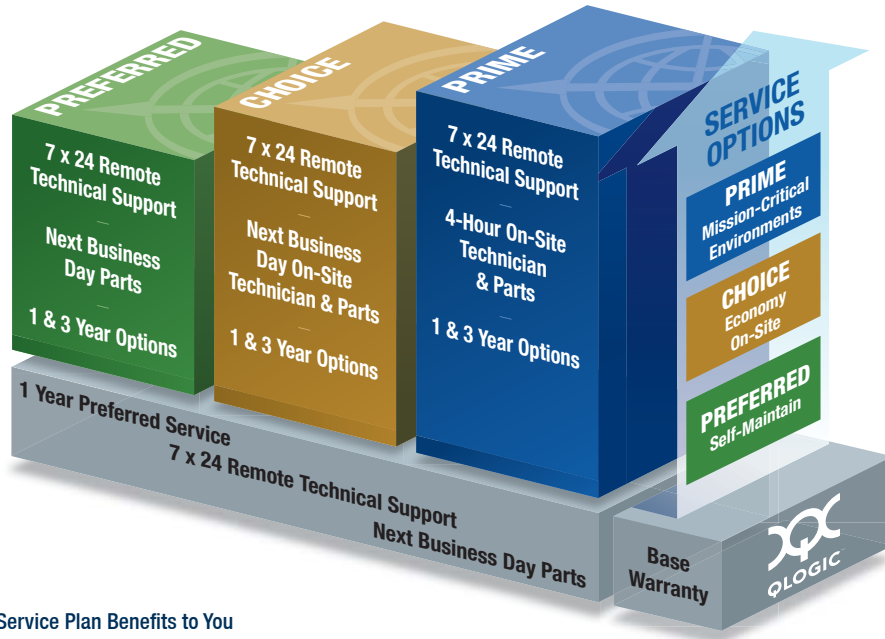 PREFERRED
7 x 24 Remote
Technical Support
Next Business
Day Parts
1 & 3 Year Options
CHOICE
7 x 24 Remote
Technical Support
Next Business
Day On-Site
Technician & Parts
1 & 3 Year Options
PRIME
7 x 24 Remote
Technical Support
4-Hour On-Site
Technician
& Parts
1 & 3 Year Options
SERVICE
OPTIONS
PRIME
Mission-Critical
Environments
CHOICE
Economy
On-Site
PREFERRED
Self-Maintain
1 Year Preferred Service
7 x 24 Remote Technical Support
Next Business Day Parts
Base
Warranty
QLOGIC
Service Plan Benefits to You